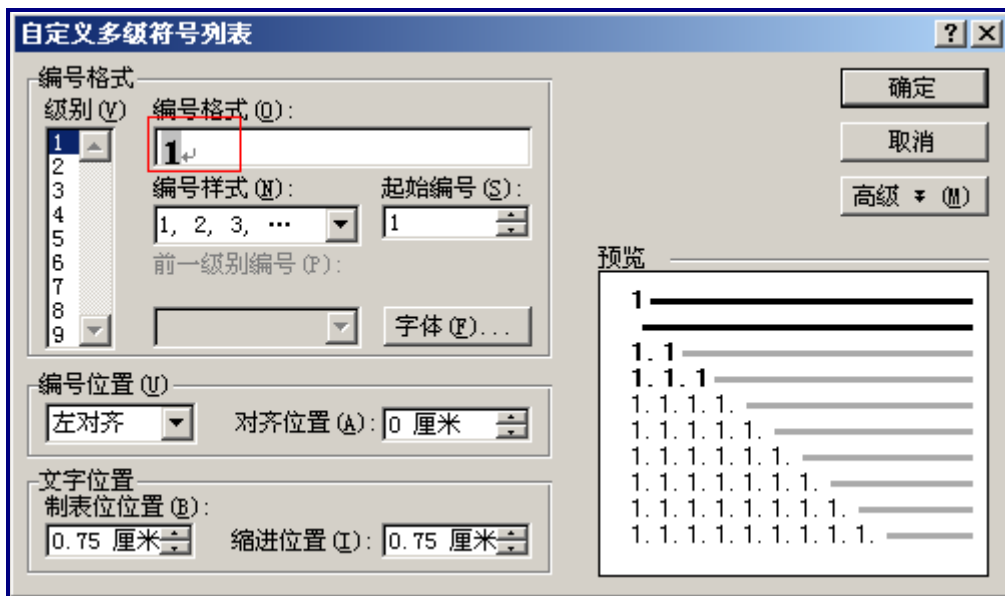 自定义多级符号列表
编号格式
级别(V) 编号格式(O):
1
2
3
4
5
6
7
8
9
1↵
编号样式(N): 起始编号(S):
1, 2, 3, … 1
前一级别编号(P):
字体(F)...
编号位置(U)
左对齐 对齐位置(A): 0 厘米
文字位置
制表位位置(B):
0.75 厘米 缩进位置(I): 0.75 厘米
确定
取消
高级 ▼ (M)
预览
1
1.1
1.1.1
1.1.1.1.
1.1.1.1.1.
1.1.1.1.1.1.
1.1.1.1.1.1.1.
1.1.1.1.1.1.1.1.
1.1.1.1.1.1.1.1.1.